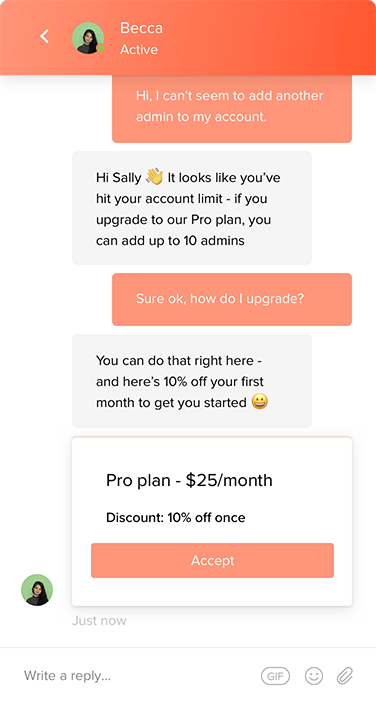 Becca
Active
Hi, I can't seem to add another
admin to my account.
Hi Sally 👋 It looks like you've
hit your account limit - if you
upgrade to our Pro plan, you
can add up to 10 admins
Sure ok, how do I upgrade?
You can do that right here -
and here's 10% off your first
month to get you started 😀
Pro plan - $25/month
Discount: 10% off once
Accept
Just now
Write a reply...
GIF